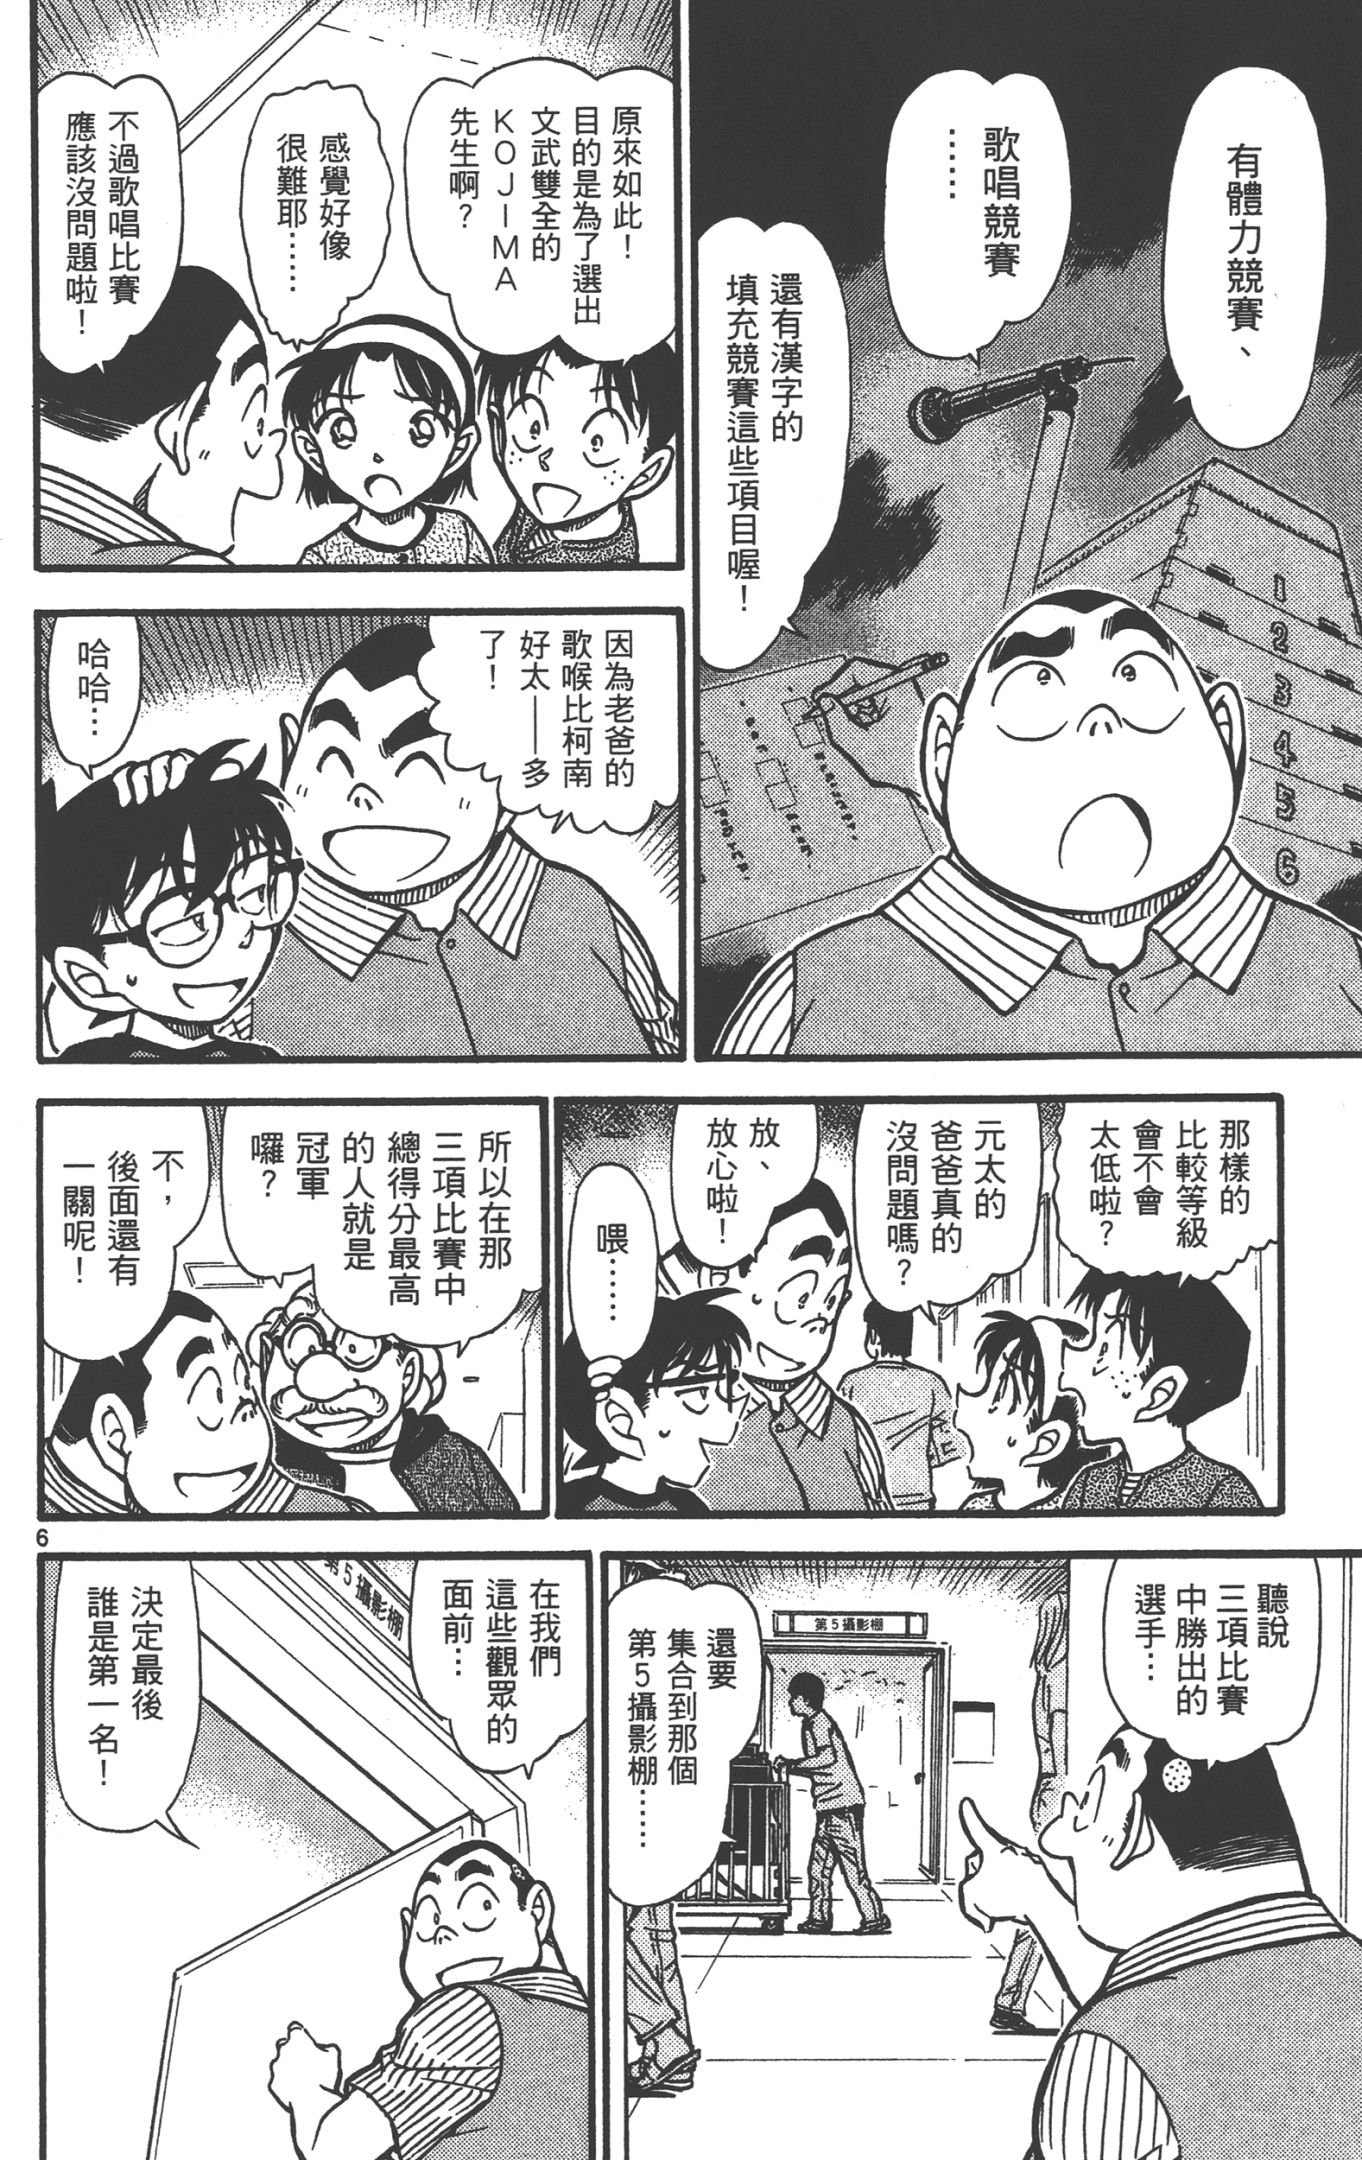 有體力競賽、
歌唱競賽
……
還有漢字的
填充競賽這些項目喔！
1
2
3
4
5
6
原來如此！
目的是為了選出
文武雙全的
KOJIMA
先生啊？
感覺好像
很難耶……
不過歌唱比賽
應該沒問題啦！
因為老爸的
歌喉比柯南
好太——多
了！
哈哈…
那樣的
比較等級
會不會
太低啦？
元太的
爸爸真的
沒問題嗎？
放、
放心啦！
喂……
所以在那
三項比賽中
總得分最高
的人就是
冠軍
囉？
不，
後面還有
一關呢！
6
聽說
三項比賽
中勝出的
選手…
第5攝影棚
還要
集合到那個
第5攝影棚……
第5攝影棚
在我們
這些觀眾的
面前…
決定最後
誰是第一名！